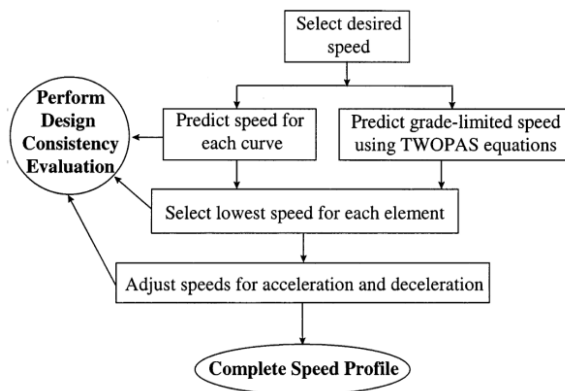 Select desired
speed
Perform
Design
Consistency
Evaluation
Predict speed for
each curve
Predict grade-limited speed
using TWOPAS equations
Select lowest speed for each element
Adjust speeds for acceleration and deceleration
Complete Speed Profile